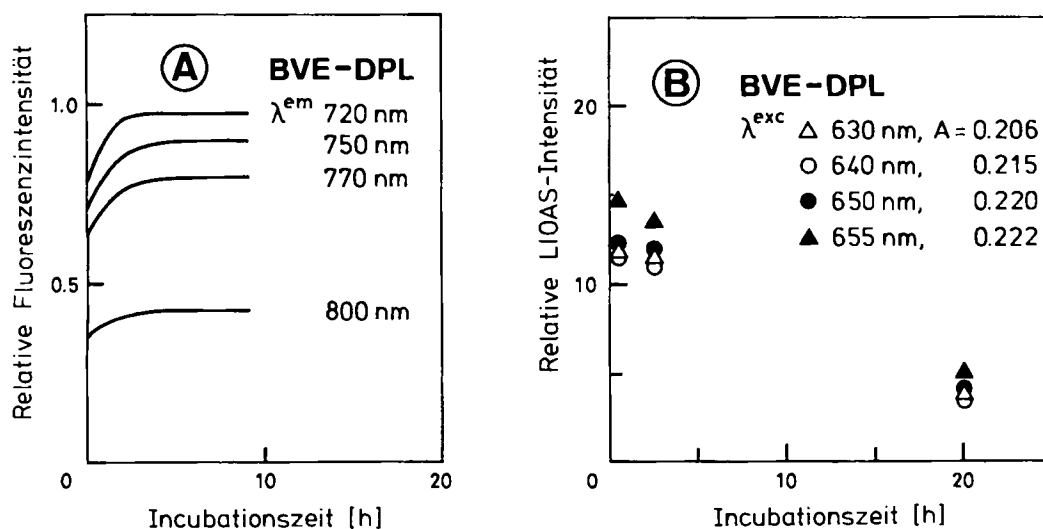 Relative Fluoreszenzintensität
A
BVE-DPL
λem 720 nm
750 nm
770 nm
800 nm
1.0
0.5
0
10
20
Incubationszeit [h]
Relative LIOAS-Intensität
B
BVE-DPL
λexc △ 630 nm, A = 0.206
○ 640 nm, 0.215
● 650 nm, 0.220
▲ 655 nm, 0.222
20
10
0
10
20
Incubationszeit [h]